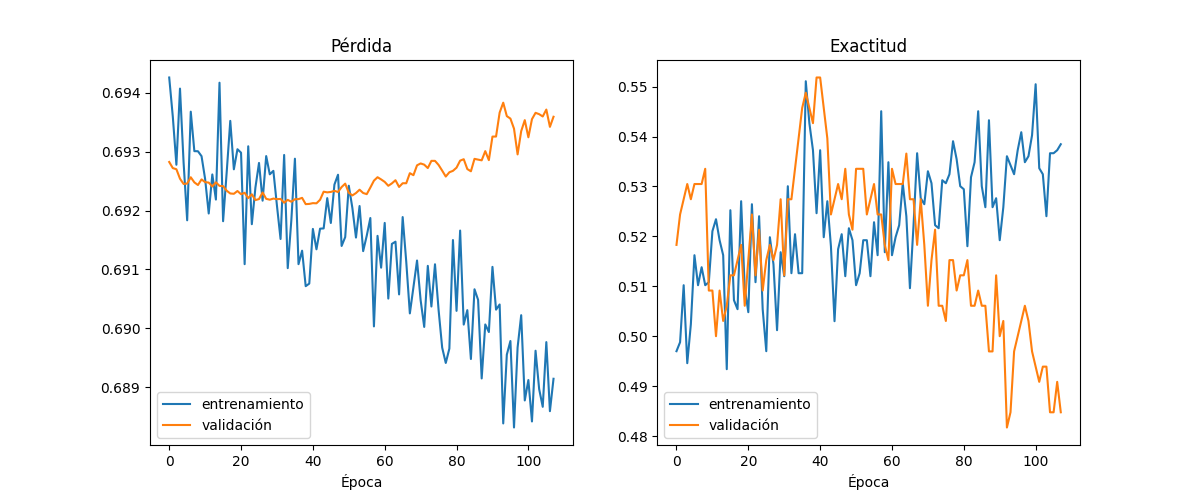 Pérdida
0.694
0.693
0.692
0.691
0.690
0.689
entrenamiento
validación
0 20 40 60 80 100
Época
Exactitud
0.55
0.54
0.53
0.52
0.51
0.50
0.49
0.48
entrenamiento
validación
0 20 40 60 80 100
Época